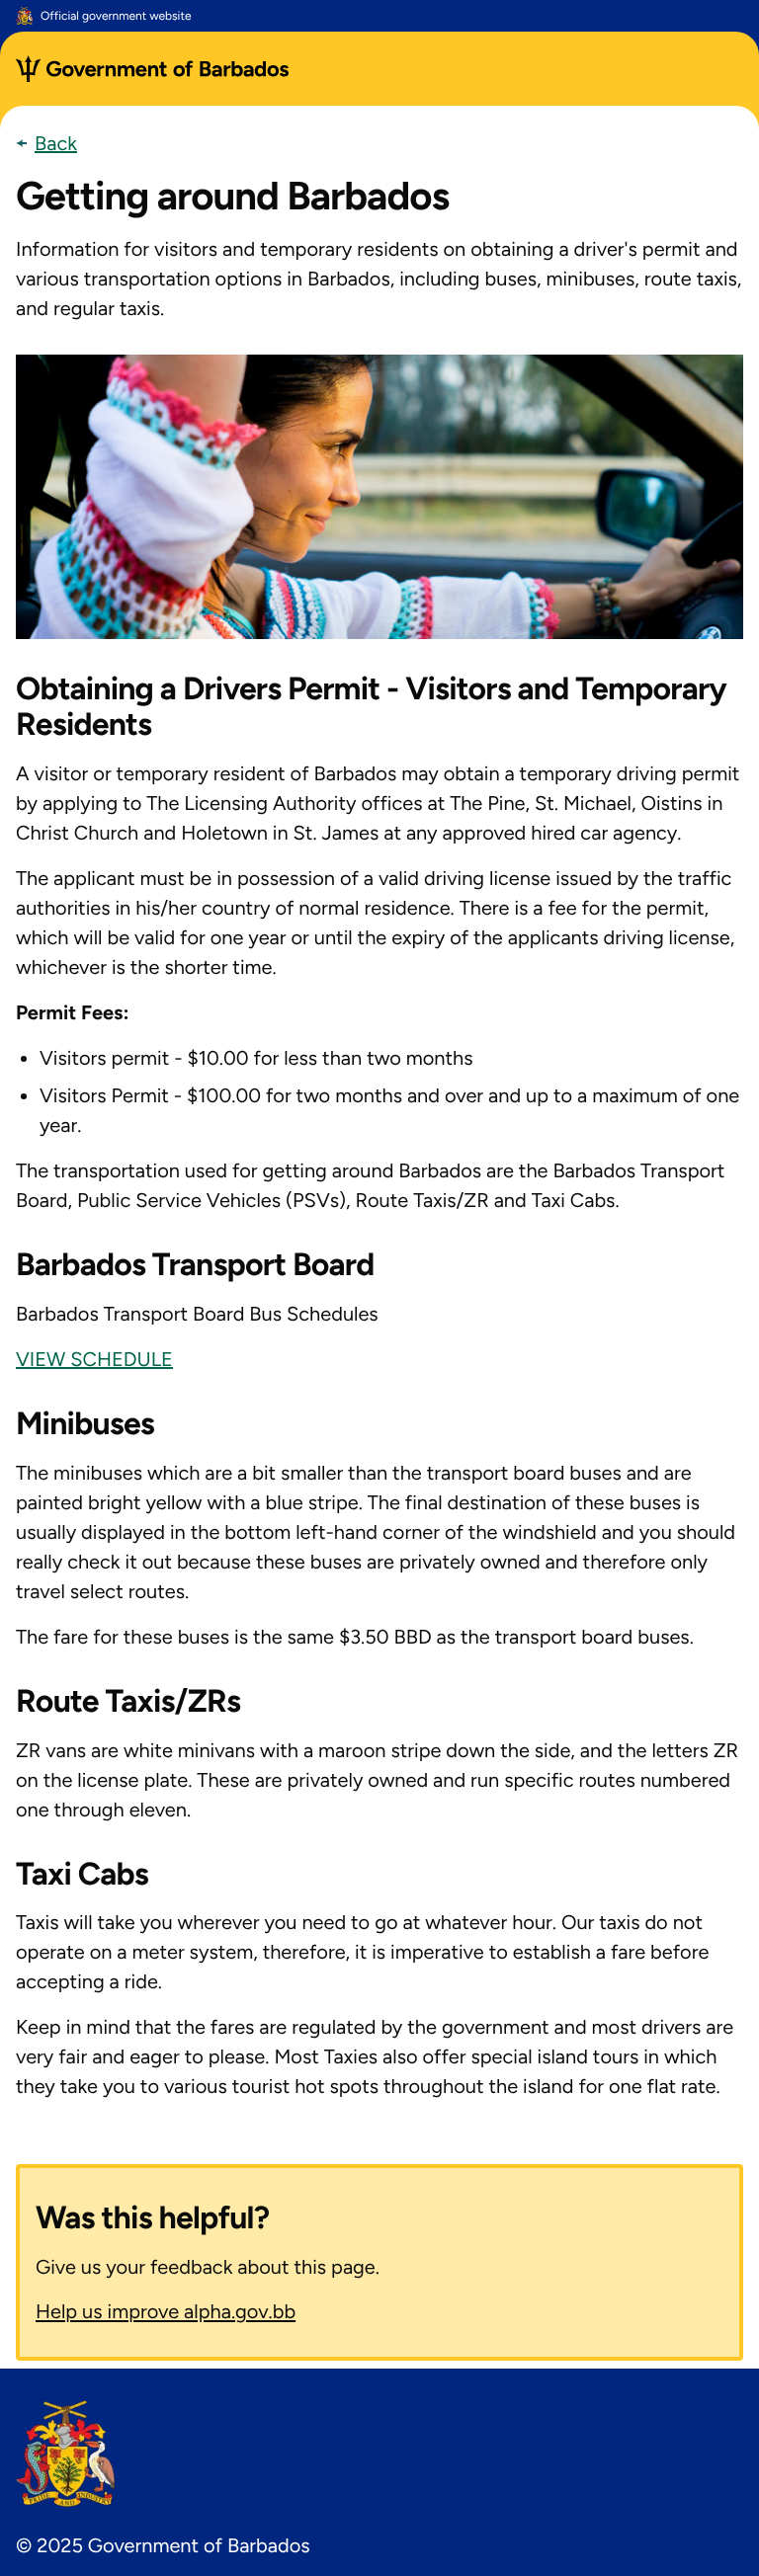 Official government website
Government of Barbados
Back
Getting around Barbados
Information for visitors and temporary residents on obtaining a driver's permit and
various transportation options in Barbados, including buses, minibuses, route taxis,
and regular taxis.
Obtaining a Drivers Permit - Visitors and Temporary
Residents
A visitor or temporary resident of Barbados may obtain a temporary driving permit
by applying to The Licensing Authority offices at The Pine, St. Michael, Oistins in
Christ Church and Holetown in St. James at any approved hired car agency.
The applicant must be in possession of a valid driving license issued by the traffic
authorities in his/her country of normal residence. There is a fee for the permit,
which will be valid for one year or until the expiry of the applicants driving license,
whichever is the shorter time.
Permit Fees:
• Visitors permit - $10.00 for less than two months
• Visitors Permit - $100.00 for two months and over and up to a maximum of one
year.
The transportation used for getting around Barbados are the Barbados Transport
Board, Public Service Vehicles (PSVs), Route Taxis/ZR and Taxi Cabs.
Barbados Transport Board
Barbados Transport Board Bus Schedules
VIEW SCHEDULE
Minibuses
The minibuses which are a bit smaller than the transport board buses and are
painted bright yellow with a blue stripe. The final destination of these buses is
usually displayed in the bottom left-hand corner of the windshield and you should
really check it out because these buses are privately owned and therefore only
travel select routes.
The fare for these buses is the same $3.50 BBD as the transport board buses.
Route Taxis/ZRs
ZR vans are white minivans with a maroon stripe down the side, and the letters ZR
on the license plate. These are privately owned and run specific routes numbered
one through eleven.
Taxi Cabs
Taxis will take you wherever you need to go at whatever hour. Our taxis do not
operate on a meter system, therefore, it is imperative to establish a fare before
accepting a ride.
Keep in mind that the fares are regulated by the government and most drivers are
very fair and eager to please. Most Taxies also offer special island tours in which
they take you to various tourist hot spots throughout the island for one flat rate.
Was this helpful?
Give us your feedback about this page.
Help us improve alpha.gov.bb
PRIDE AND INDUSTRY
© 2025 Government of Barbados